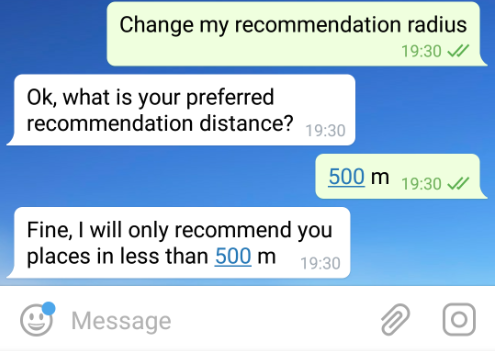 Change my recommendation radius
19:30
Ok, what is your preferred
recommendation distance? 19:30
500 m 19:30
Fine, I will only recommend you
places in less than 500 m 19:30
Message